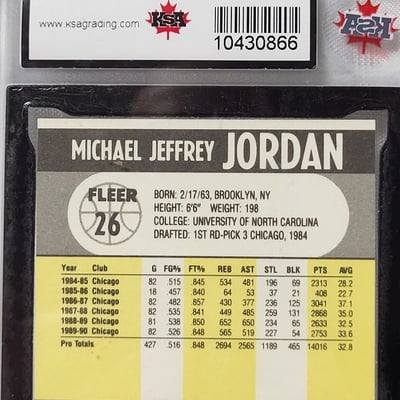 www.ksagrading.com KSA
10430866
KSA
MICHAEL JEFFREY JORDAN
FLEER
26
BORN: 2/17/63, BROOKLYN, NY
HEIGHT: 6'6" WEIGHT: 198
COLLEGE: UNIVERSITY OF NORTH CAROLINA
DRAFTED: 1ST RD-PICK 3 CHICAGO, 1984
Year Club G FG% FT% REB AST STL BLK PTS AVG
1984-85 Chicago 82 .515 .845 534 481 196 69 2313 28.2
1985-86 Chicago 18 .457 .840 64 53 37 21 408 22.7
1986-87 Chicago 82 .482 .857 430 377 236 125 3041 37.1
1987-88 Chicago 82 .535 .841 449 485 259 131 2868 35.0
1988-89 Chicago 81 .538 .850 652 650 234 65 2633 32.5
1989-90 Chicago 82 .526 .848 565 519 227 54 2753 33.6
Pro Totals 427 .516 .848 2694 2565 1189 465 14016 32.8